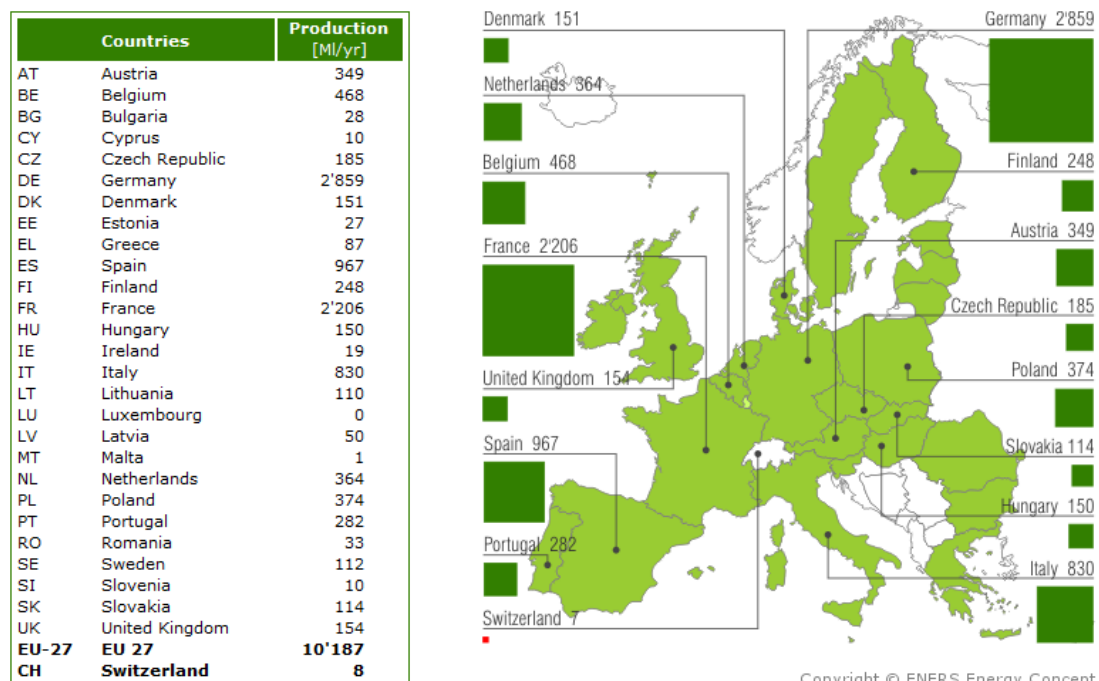 Countries Production
[Ml/yr]
AT Austria 349
BE Belgium 468
BG Bulgaria 28
CY Cyprus 10
CZ Czech Republic 185
DE Germany 2'859
DK Denmark 151
EE Estonia 27
EL Greece 87
ES Spain 967
FI Finland 248
FR France 2'206
HU Hungary 150
IE Ireland 19
IT Italy 830
LT Lithuania 110
LU Luxembourg 0
LV Latvia 50
MT Malta 1
NL Netherlands 364
PL Poland 374
PT Portugal 282
RO Romania 33
SE Sweden 112
SI Slovenia 10
SK Slovakia 114
UK United Kingdom 154
EU-27 EU 27 10'187
CH Switzerland 8
Denmark 151
Netherlands 364
Belgium 468
France 2'206
United Kingdom 154
Spain 967
Portugal 282
Switzerland 7
Germany 2'859
Finland 248
Austria 349
Czech Republic 185
Poland 374
Slovakia 114
Hungary 150
Italy 830
Copyright © ENERS Energy Concept